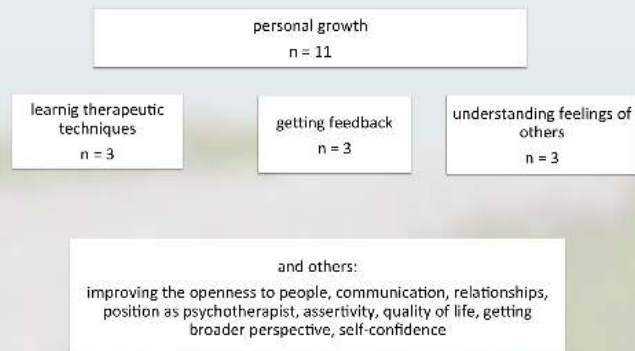 personal growth
n = 11
learnig therapeutic
techniques
n = 3
getting feedback
n = 3
understanding feelings of
others
n = 3
and others:
improving the openness to people, communication, relationships,
position as psychotherapist, assertivity, quality of life, getting
broader perspective, self-confidence